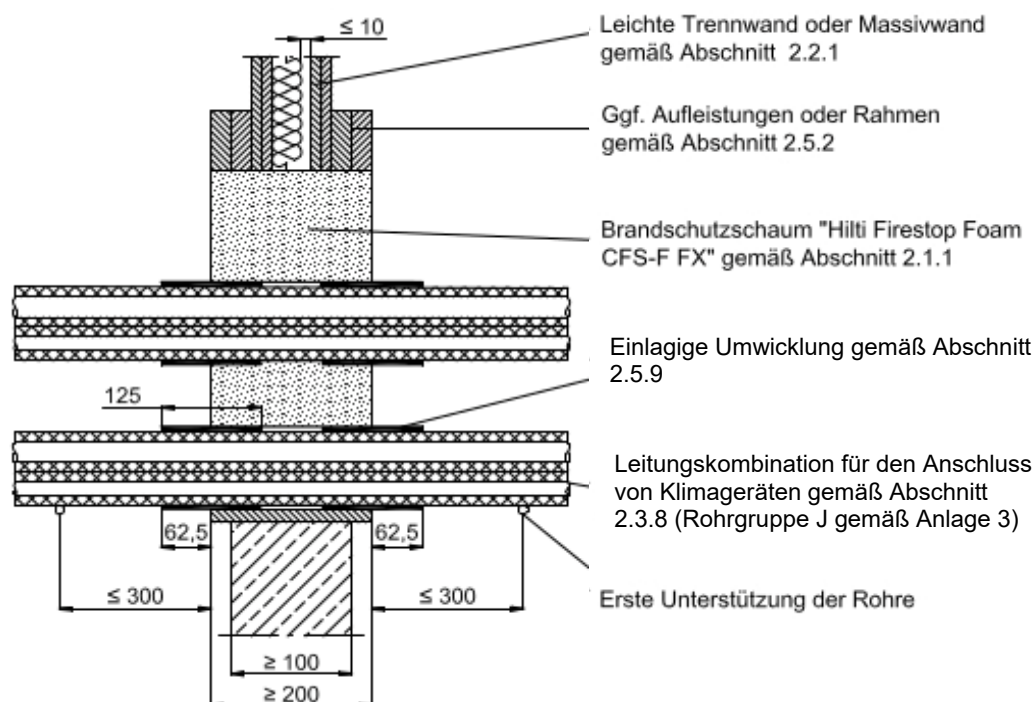 ≤ 10
Leichte Trennwand oder Massivwand
gemäß Abschnitt 2.2.1
Ggf. Aufleistungen oder Rahmen
gemäß Abschnitt 2.5.2
Brandschutzschaum "Hilti Firestop Foam
CFS-F FX" gemäß Abschnitt 2.1.1
Einlagige Umwicklung gemäß Abschnitt
2.5.9
125
Leitungskombination für den Anschluss
von Klimageräten gemäß Abschnitt
2.3.8 (Rohrgruppe J gemäß Anlage 3)
62,5
62,5
≤ 300
≤ 300
Erste Unterstützung der Rohre
≥ 100
≥ 200